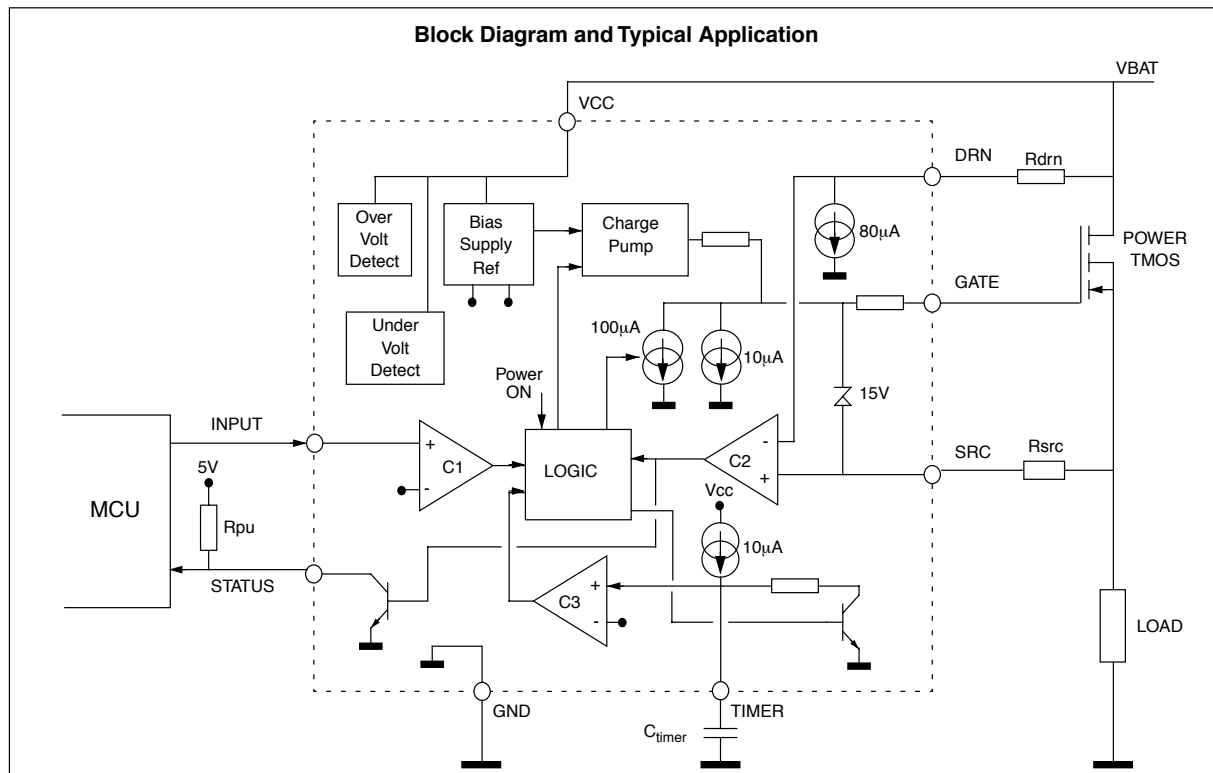 Block Diagram and Typical Application
VBAT
VCC
DRN
Rdrn
Over
Volt
Detect
Bias
Supply
Ref
Charge
Pump
80µA
POWER
TMOS
GATE
Under
Volt
Detect
100µA
10µA
Power
ON
15V
INPUT
+
C1
-
LOGIC
-
C2
+
SRC
Rsrc
5V
MCU
Rpu
Vcc
10µA
STATUS
+
C3
-
LOAD
GND
TIMER
Ctimer